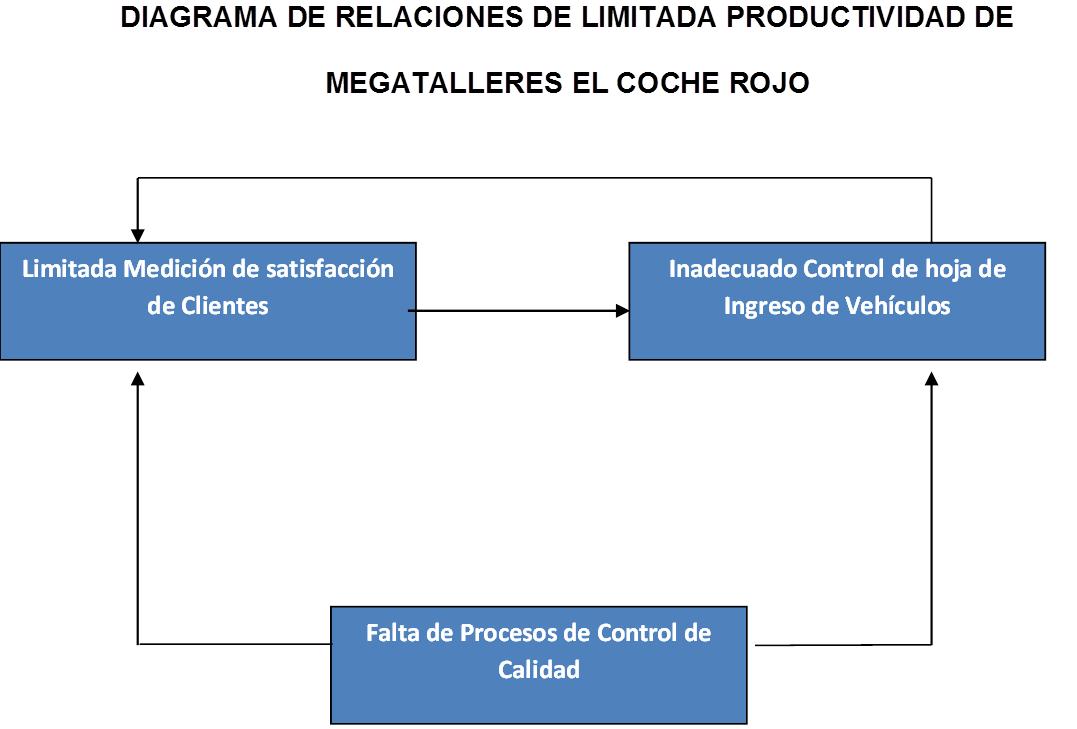 DIAGRAMA DE RELACIONES DE LIMITADA PRODUCTIVIDAD DE
MEGATALLERES EL COCHE ROJO
Limitada Medición de satisfacción
de Clientes
Inadecuado Control de hoja de
Ingreso de Vehículos
Falta de Procesos de Control de
Calidad